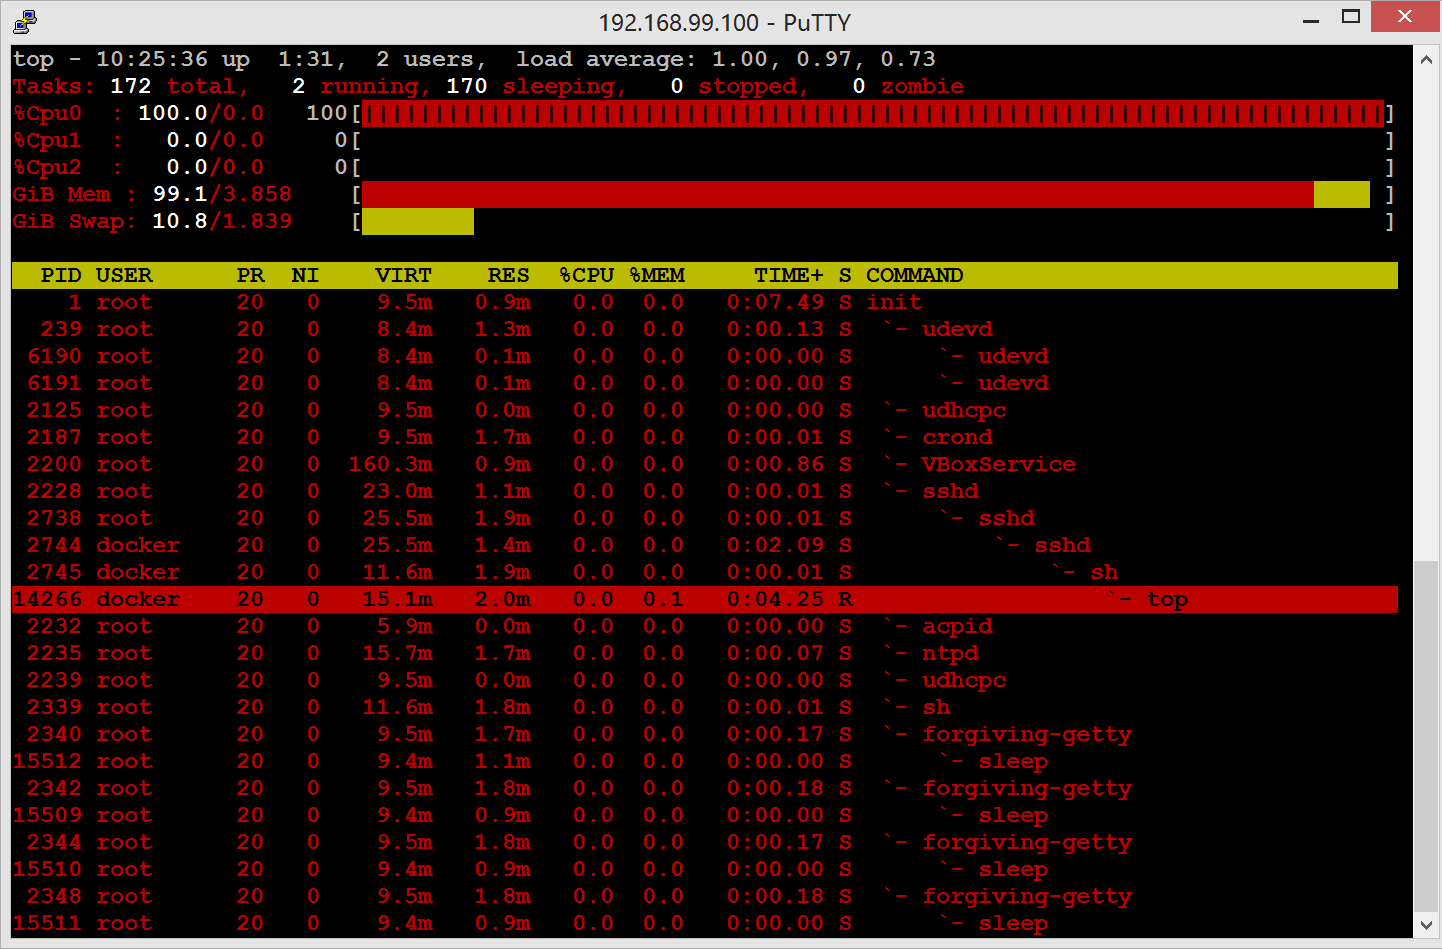 192.168.99.100 - PuTTY
top - 10:25:36 up  1:31,  2 users,  load average: 1.00, 0.97, 0.73
Tasks: 172 total,   2 running, 170 sleeping,   0 stopped,   0 zombie
%Cpu0  : 100.0/0.0   100[|||||||||||||||||||||||||||||||||||||||||||||||||||||||||||||||||||||||||]
%Cpu1  :   0.0/0.0     0[                                                                         ]
%Cpu2  :   0.0/0.0     0[                                                                         ]
GiB Mem : 99.1/3.858    [                                                                         ]
GiB Swap: 10.8/1.839    [                                                                         ]
  PID USER      PR  NI    VIRT    RES  %CPU %MEM     TIME+ S COMMAND
    1 root      20   0    9.5m   0.9m   0.0  0.0   0:07.49 S init
  239 root      20   0    8.4m   1.3m   0.0  0.0   0:00.13 S  `- udevd
 6190 root      20   0    8.4m   0.1m   0.0  0.0   0:00.00 S      `- udevd
 6191 root      20   0    8.4m   0.1m   0.0  0.0   0:00.00 S      `- udevd
 2125 root      20   0    9.5m   0.0m   0.0  0.0   0:00.00 S  `- udhcpc
 2187 root      20   0    9.5m   1.7m   0.0  0.0   0:00.01 S  `- crond
 2200 root      20   0  160.3m   0.9m   0.0  0.0   0:00.86 S  `- VBoxService
 2228 root      20   0   23.0m   1.1m   0.0  0.0   0:00.01 S  `- sshd
 2738 root      20   0   25.5m   1.9m   0.0  0.0   0:00.01 S      `- sshd
 2744 docker    20   0   25.5m   1.4m   0.0  0.0   0:02.09 S          `- sshd
 2745 docker    20   0   11.6m   1.9m   0.0  0.0   0:00.01 S              `- sh
14266 docker    20   0   15.1m   2.0m   0.0  0.1   0:04.25 R                  `- top
 2232 root      20   0    5.9m   0.0m   0.0  0.0   0:00.00 S  `- acpid
 2235 root      20   0   15.7m   1.7m   0.0  0.0   0:00.07 S  `- ntpd
 2239 root      20   0    9.5m   0.0m   0.0  0.0   0:00.00 S  `- udhcpc
 2339 root      20   0   11.6m   1.8m   0.0  0.0   0:00.01 S  `- sh
 2340 root      20   0    9.5m   1.7m   0.0  0.0   0:00.17 S  `- forgiving-getty
15512 root      20   0    9.4m   1.1m   0.0  0.0   0:00.00 S      `- sleep
 2342 root      20   0    9.5m   1.8m   0.0  0.0   0:00.18 S  `- forgiving-getty
15509 root      20   0    9.4m   0.9m   0.0  0.0   0:00.00 S      `- sleep
 2344 root      20   0    9.5m   1.8m   0.0  0.0   0:00.17 S  `- forgiving-getty
15510 root      20   0    9.4m   0.9m   0.0  0.0   0:00.00 S      `- sleep
 2348 root      20   0    9.5m   1.8m   0.0  0.0   0:00.18 S  `- forgiving-getty
15511 root      20   0    9.4m   0.9m   0.0  0.0   0:00.00 S      `- sleep